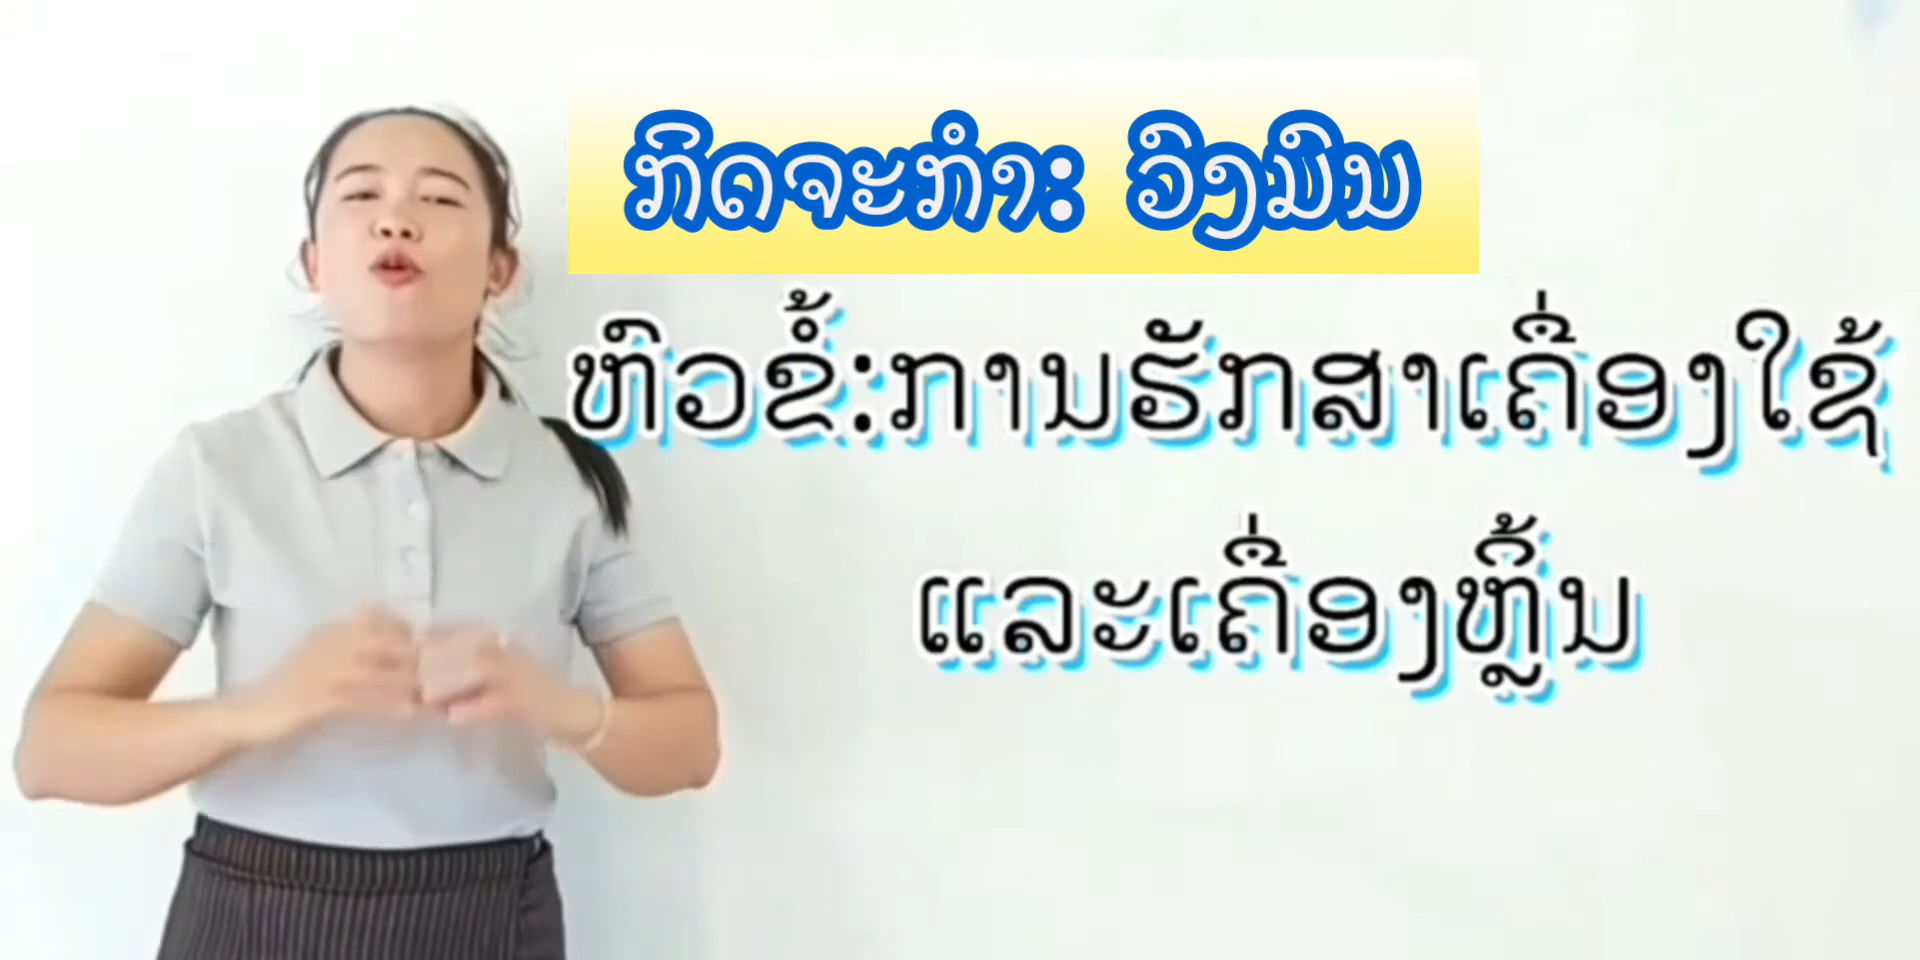 ກິດຈະກຳ: ວົງມົນ
ຫົວຂໍ້:ການຮັກສາເຄື່ອງໃຊ້
ແລະເຄື່ອງຫຼິ້ນ